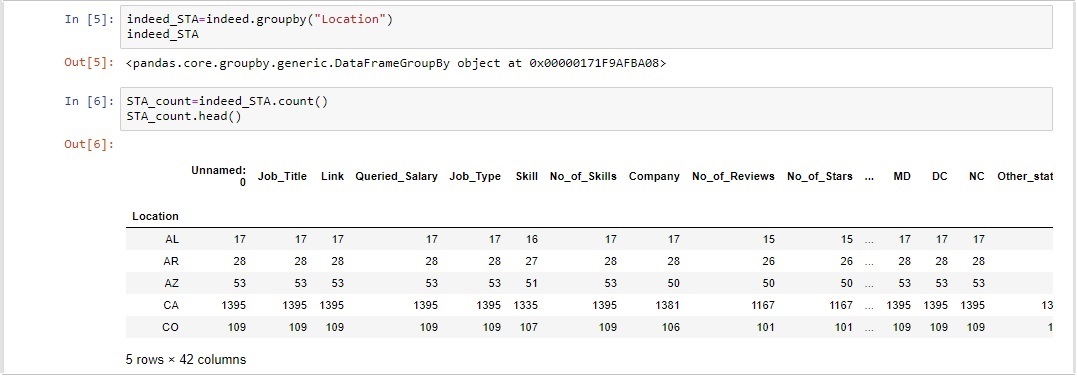 In [5]: indeed_STA=indeed.groupby("Location")
indeed_STA
Out[5]: <pandas.core.groupby.generic.DataFrameGroupBy object at 0x00000171F9AFBA08>
In [6]: STA_count=indeed_STA.count()
STA_count.head()
Out[6]:
Unnamed: 0 Job_Title Link Queried_Salary Job_Type Skill No_of_Skills Company No_of_Reviews No_of_Stars ... MD DC NC Other_stat
Location
AL 17 17 17 17 17 16 17 17 15 15 ... 17 17 17
AR 28 28 28 28 28 27 28 28 26 26 ... 28 28 28
AZ 53 53 53 53 53 51 53 50 50 50 ... 53 53 53
CA 1395 1395 1395 1395 1395 1335 1395 1381 1167 1167 ... 1395 1395 1395 13
CO 109 109 109 109 109 107 109 106 101 101 ... 109 109 109 1
5 rows × 42 columns